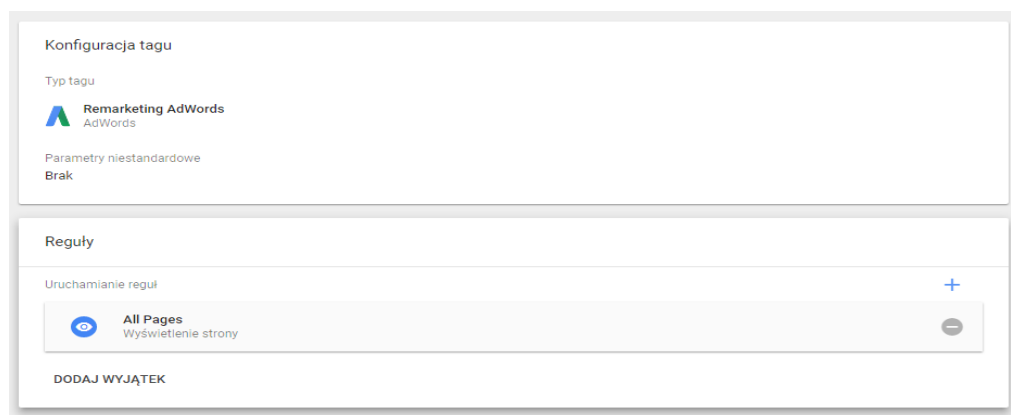 Konfiguracja tagu
Typ tagu
Remarketing AdWords
AdWords
Parametry niestandardowe
Brak
Reguły
Uruchamianie reguł
All Pages
Wyświetlenie strony
DODAJ WYJĄTEK